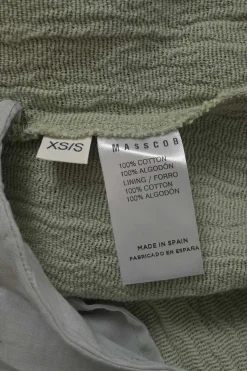 XS/S
MASSCOB
100% COTTON
100% ALGODÓN
LINING / FORRO
100% COTTON
100% ALGODÓN
MADE IN SPAIN
FABRICADO EN ESPAÑA